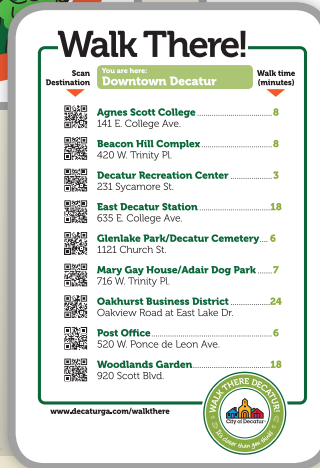 Walk There!
Scan
Destination
You are here:
Downtown Decatur
Walk time
(minutes)
Agnes Scott College 8
141 E. College Ave.
Beacon Hill Complex 8
420 W. Trinity Pl.
Decatur Recreation Center 3
231 Sycamore St.
East Decatur Station 18
635 E. College Ave.
Glenlake Park/Decatur Cemetery 6
1121 Church St.
Mary Gay House/Adair Dog Park 7
716 W. Trinity Pl.
Oakhurst Business District 24
Oakview Road at East Lake Dr.
Post Office 6
520 W. Ponce de Leon Ave.
Woodlands Garden 18
920 Scott Blvd.
www.decaturga.com/walkthere
WALK THERE DECATUR!
City of Decatur
It's closer than you think!